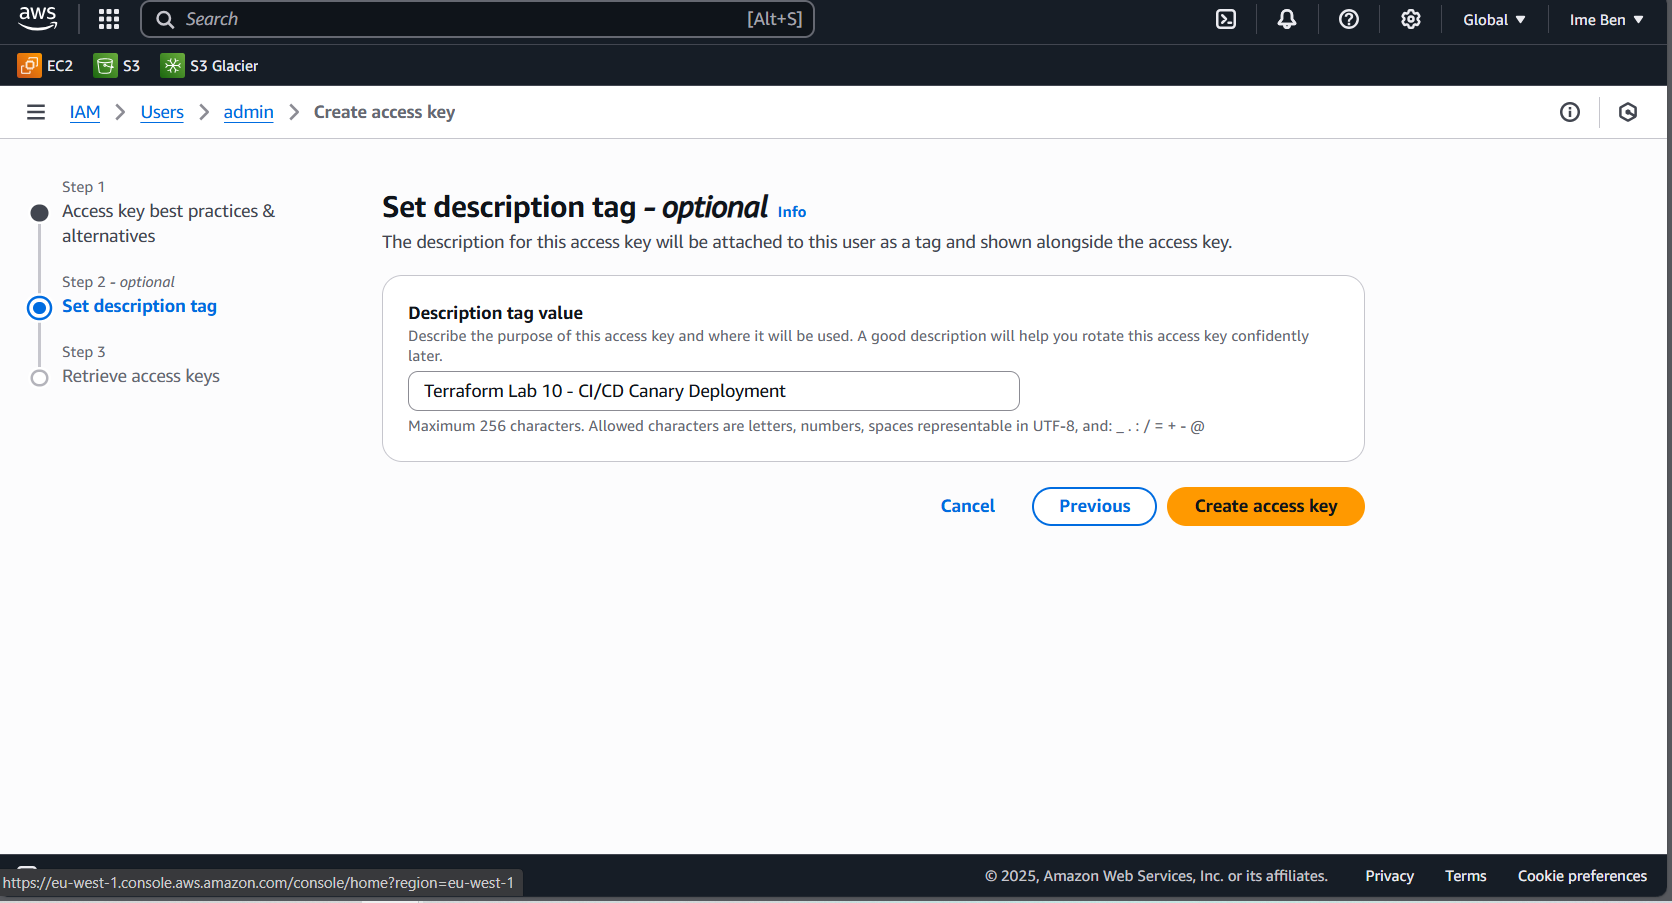 aws
Search [Alt+S]
Global ▼
Ime Ben ▼
EC2
S3
S3 Glacier
IAM > Users > admin > Create access key
Step 1
Access key best practices &
alternatives
Step 2 - optional
Set description tag
Step 3
Retrieve access keys
Set description tag - optional Info
The description for this access key will be attached to this user as a tag and shown alongside the access key.
Description tag value
Describe the purpose of this access key and where it will be used. A good description will help you rotate this access key confidently
later.
Terraform Lab 10 - CI/CD Canary Deployment
Maximum 256 characters. Allowed characters are letters, numbers, spaces representable in UTF-8, and: _ . : / = + - @
Cancel
Previous
Create access key
https://eu-west-1.console.aws.amazon.com/console/home?region=eu-west-1
© 2025, Amazon Web Services, Inc. or its affiliates.
Privacy
Terms
Cookie preferences